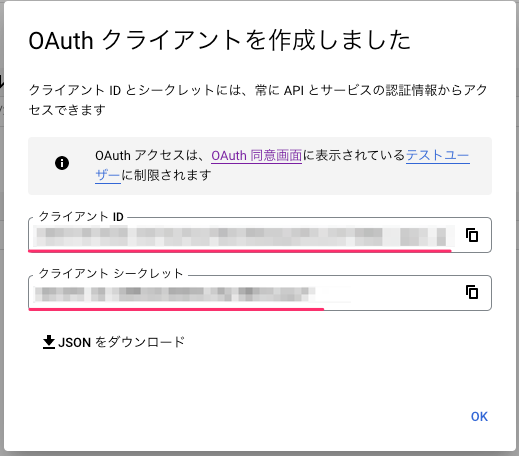 OAuth クライアントを作成しました
クライアント ID とシークレットには、常に API とサービスの認証情報からアク
セスできます
OAuth アクセスは、OAuth 同意画面に表示されているテストユー
ザーに制限されます
クライアント ID
クライアント シークレット
JSON をダウンロード
OK